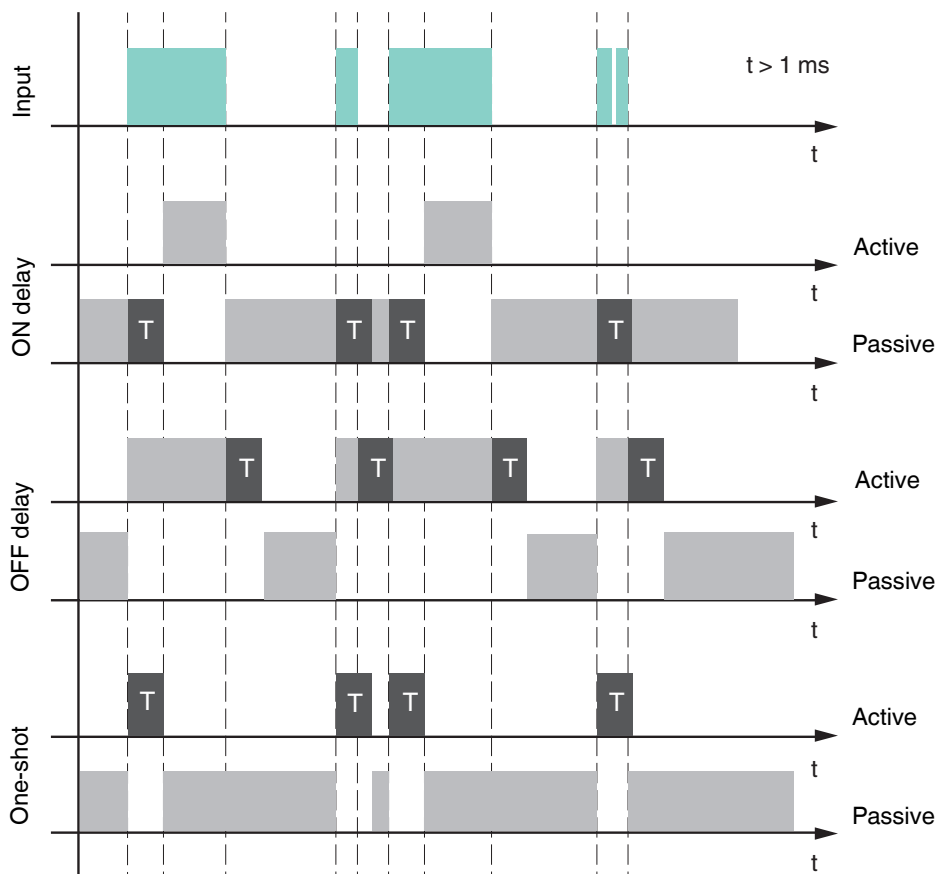 Input
t > 1 ms
t
ON delay
Active
t
T
T
T
T
Passive
t
OFF delay
T
T
T
T
Active
t
Passive
t
One-shot
T
T
T
T
Active
t
Passive
t